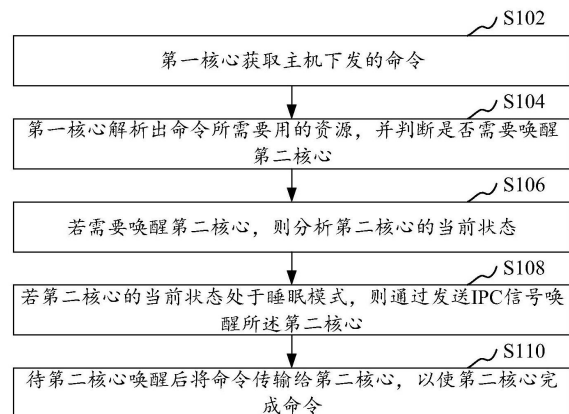 S102
第一核心获取主机下发的命令
S104
第一核心解析出命令所需要用的资源，并判断是否需要唤醒
第二核心
S106
若需要唤醒第二核心，则分析第二核心的当前状态
S108
若第二核心的当前状态处于睡眠模式，则通过发送IPC信号唤
醒所述第二核心
S110
待第二核心唤醒后将命令传输给第二核心，以使第二核心完
成命令